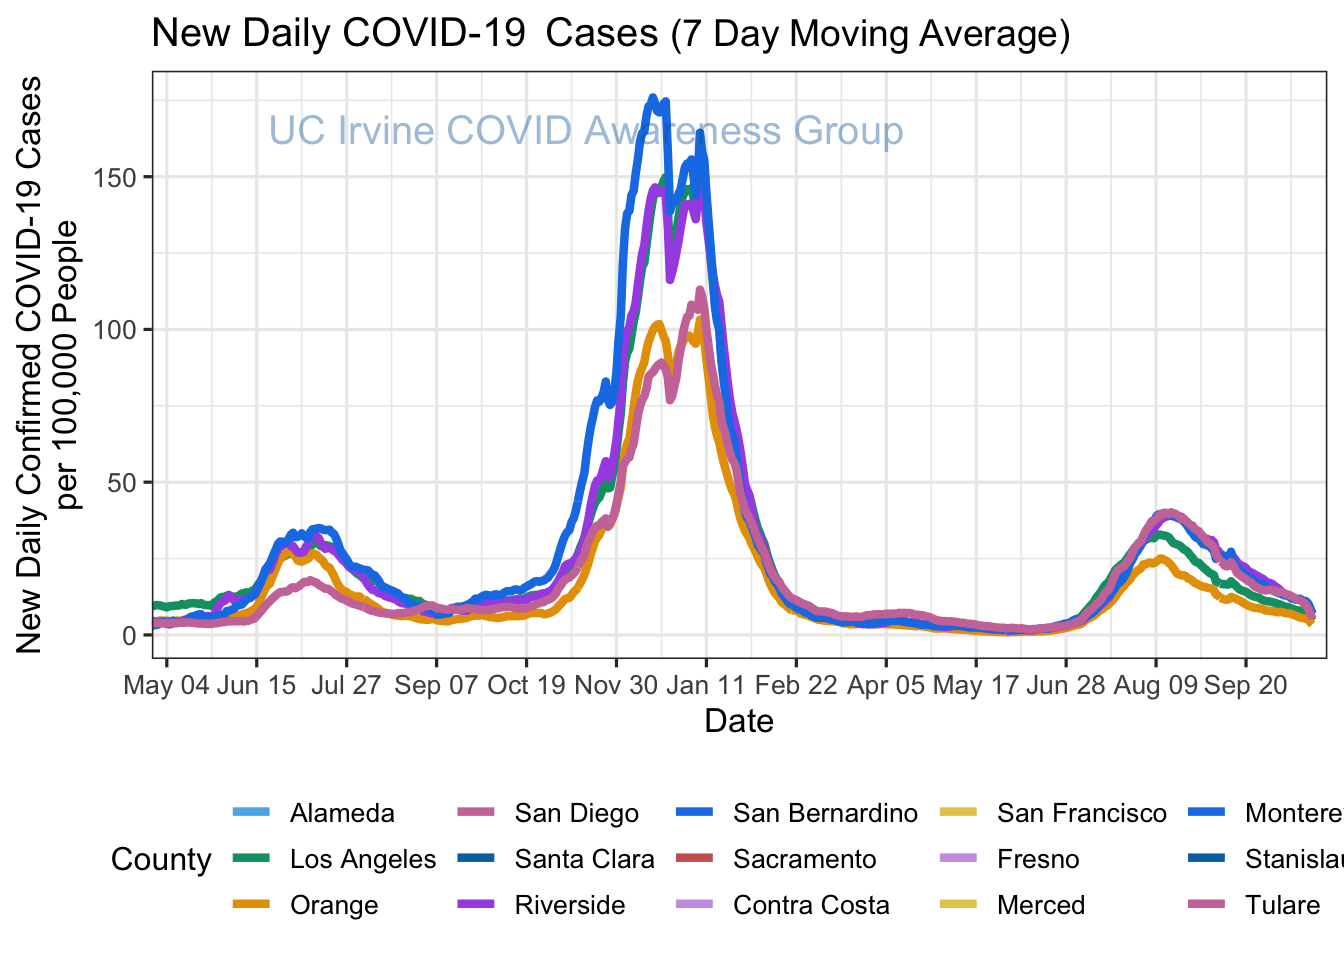 New Daily COVID-19 Cases (7 Day Moving Average)
UC Irvine COVID Awareness Group
New Daily Confirmed COVID-19 Cases
per 100,000 People
150
100
50
0
May 04 Jun 15 Jul 27 Sep 07 Oct 19 Nov 30 Jan 11 Feb 22 Apr 05 May 17 Jun 28 Aug 09 Sep 20
Date
County
Alameda San Diego San Bernardino San Francisco Montere
Los Angeles Santa Clara Sacramento Fresno Stanislau
Orange Riverside Contra Costa Merced Tulare